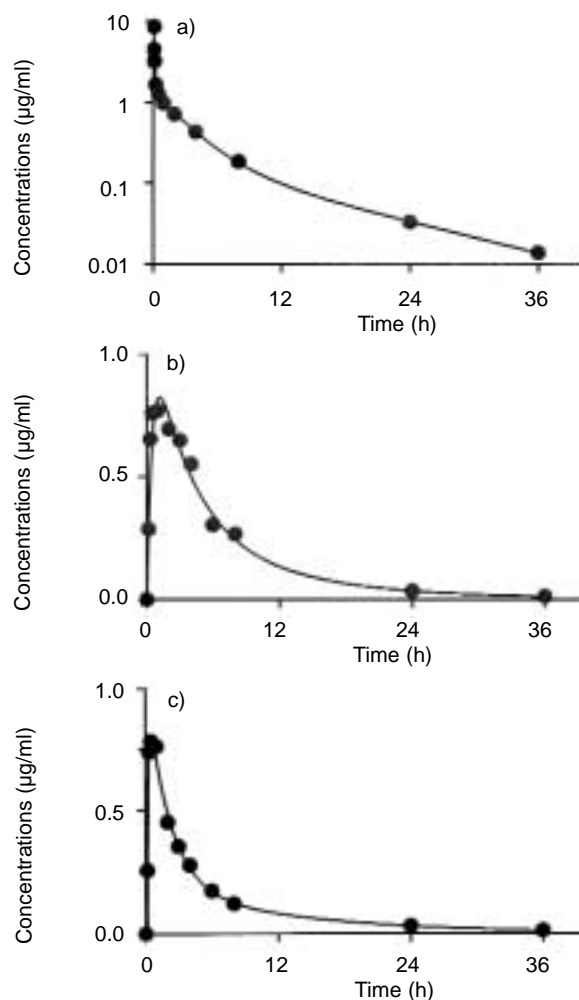 a)
10
1
0.1
0.01
Concentrations (µg/ml)
0 12 24 36
Time (h)
b)
1.0
0.5
0.0
Concentrations (µg/ml)
0 12 24 36
Time (h)
c)
1.0
0.5
0.0
Concentrations (µg/ml)
0 12 24 36
Time (h)